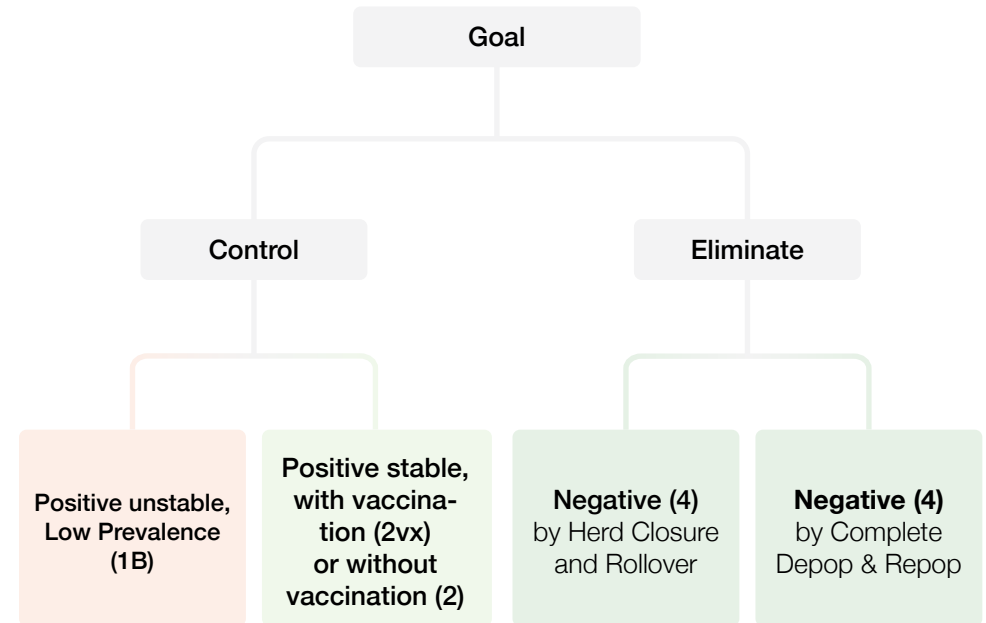 Goal
Control
Eliminate
Positive unstable,
Low Prevalence
(1B)
Positive stable,
with vaccina-
tion (2vx)
or without
vaccination (2)
Negative (4)
by Herd Closure
and Rollover
Negative (4)
by Complete
Depop & Repop